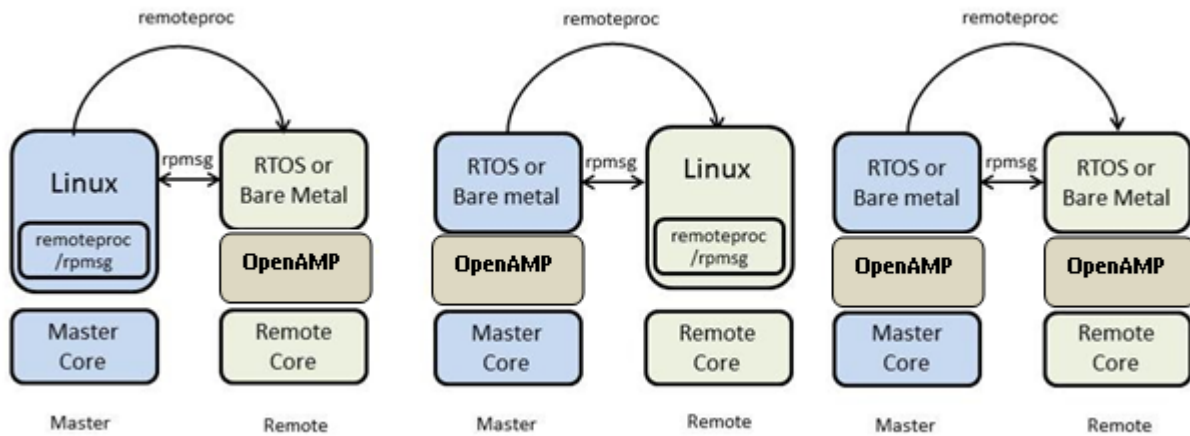 remoteproc
Linux
rpmsg
RTOS or
Bare Metal
remoteproc
/rpmsg
OpenAMP
Master
Core
Remote
Core
Master
Remote
remoteproc
RTOS or
Bare metal
rpmsg
Linux
OpenAMP
remoteproc
/rpmsg
Master
Core
Remote
Core
Master
Remote
remoteproc
RTOS or
Bare metal
rpmsg
RTOS or
Bare Metal
OpenAMP
OpenAMP
Master
Core
Remote
Core
Master
Remote